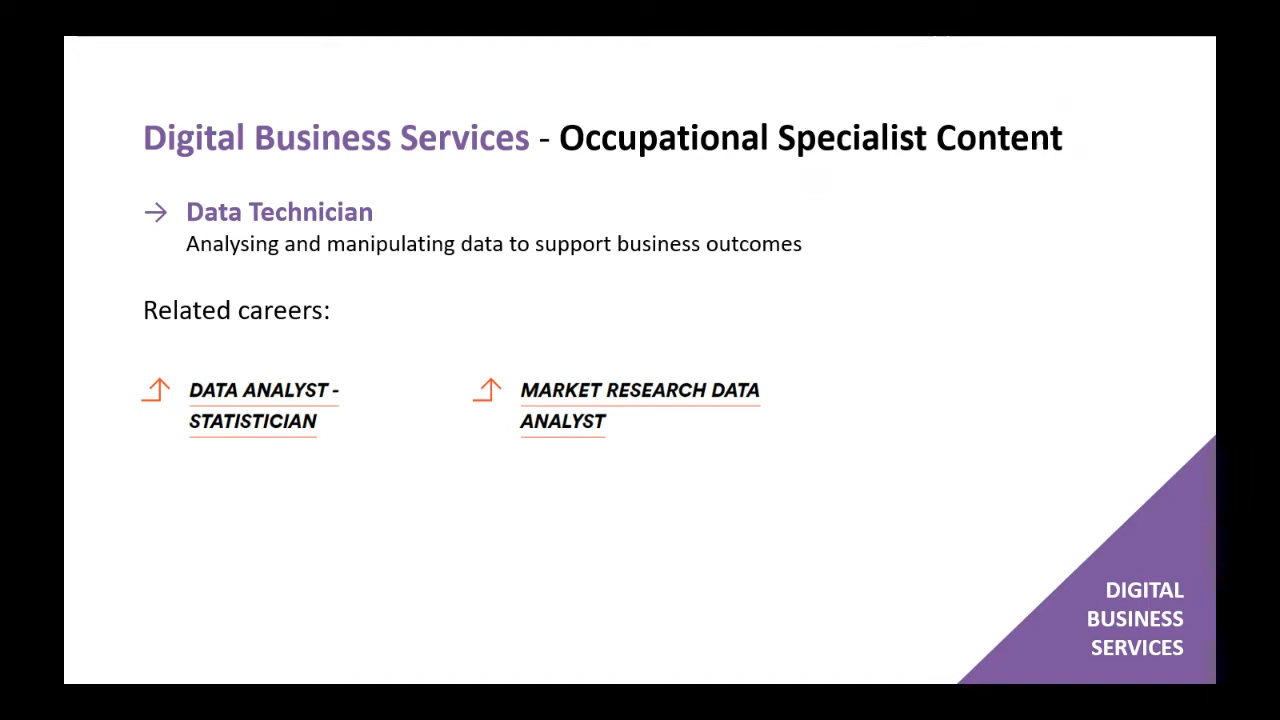 Digital Business Services - Occupational Specialist Content
Data Technician
Analysing and manipulating data to support business outcomes
Related careers:
DATA ANALYST -
STATISTICIAN
MARKET RESEARCH DATA
ANALYST
DIGITAL
BUSINESS
SERVICES